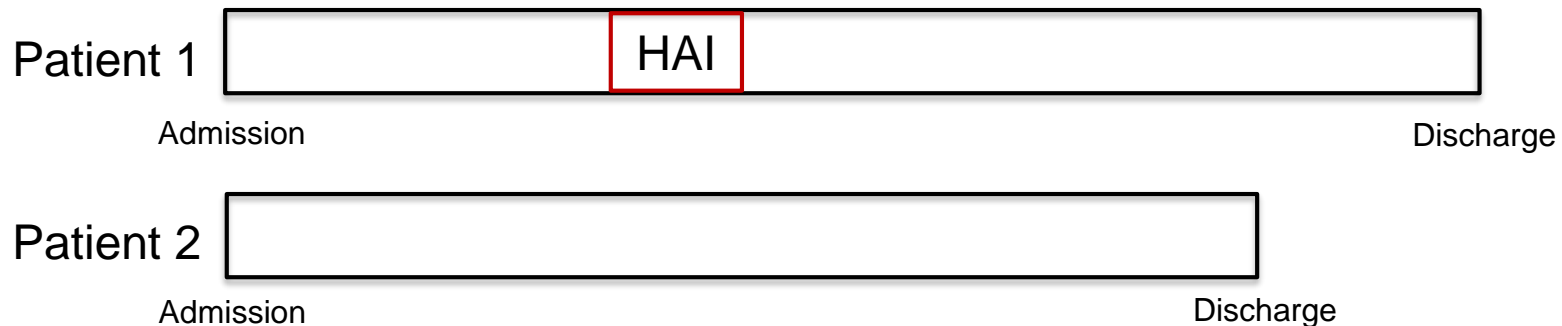 Patient 1 HAI
Admission Discharge
Patient 2
Admission Discharge